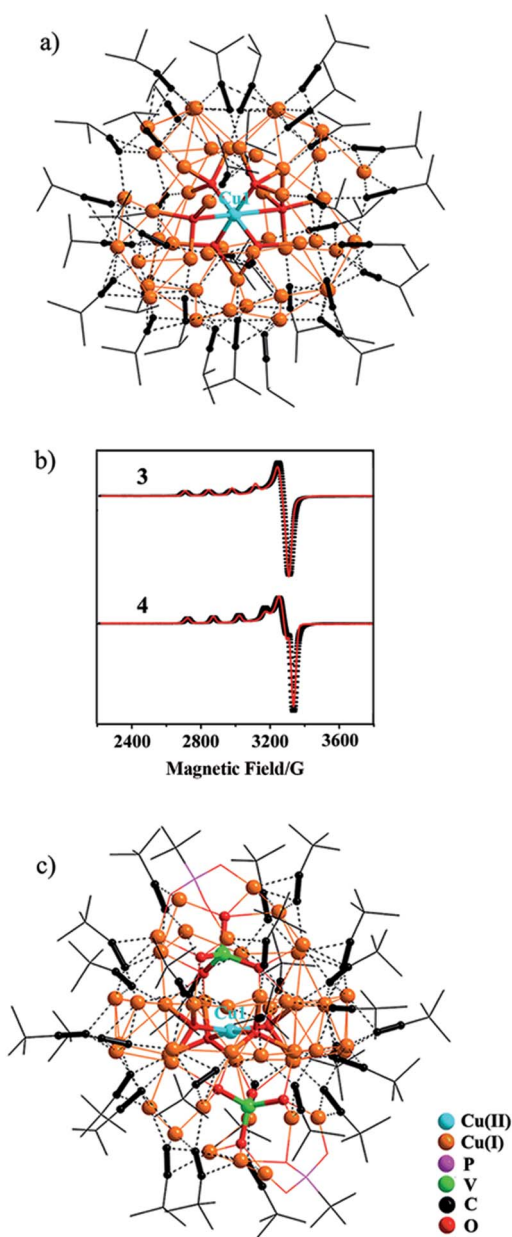 a)
Cu1
b)
3
4
2400 2800 3200 3600
Magnetic Field/G
c)
Cu1
Cu(II)
Cu(I)
P
V
C
O